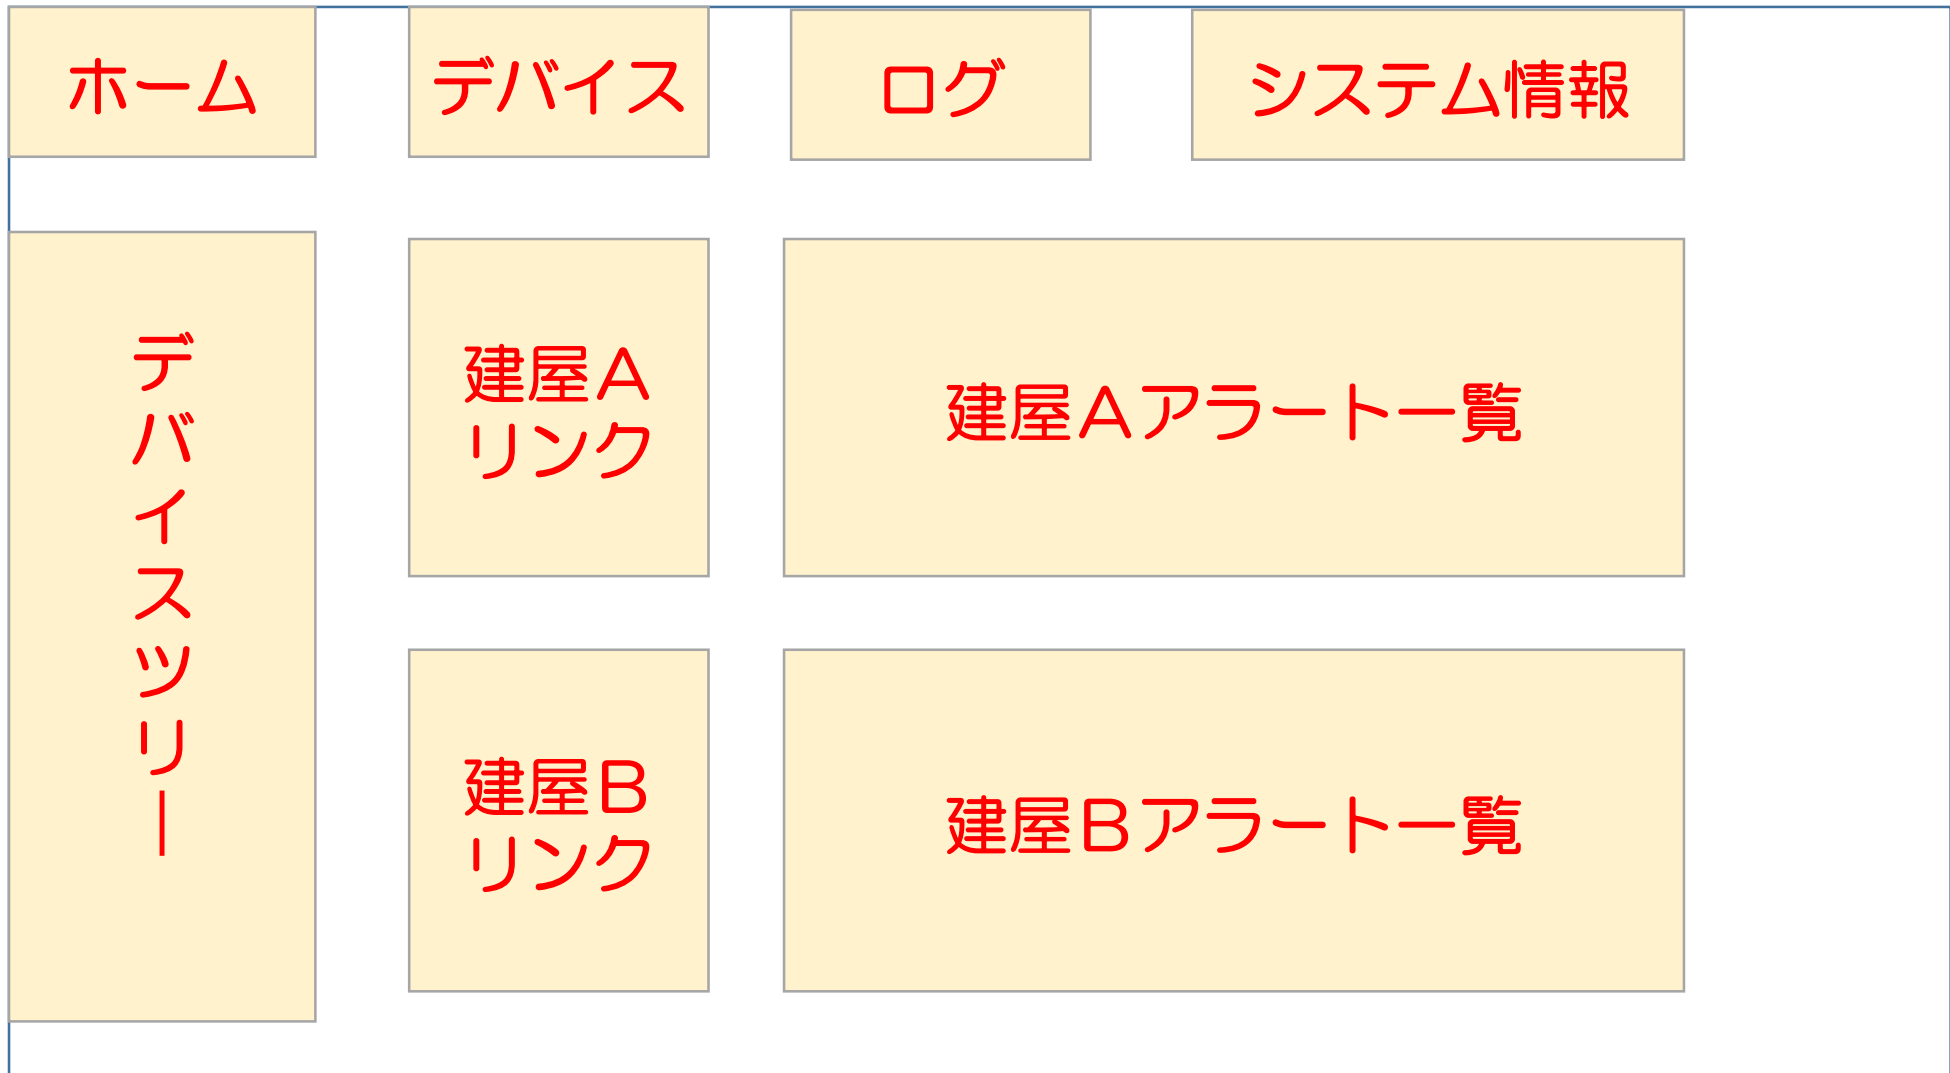 ホーム
デバイス
ログ
システム情報
デバイスツリー
建屋A
リンク
建屋Aアラート一覧
建屋B
リンク
建屋Bアラート一覧